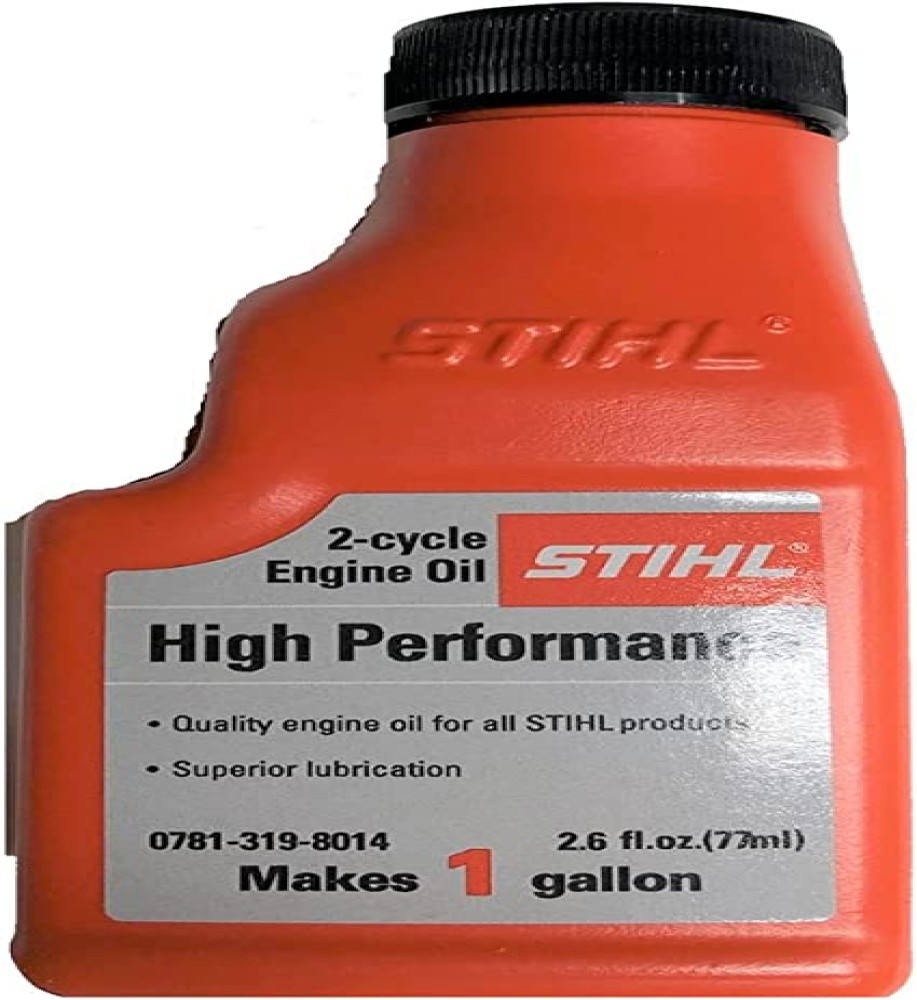 STIHL®
2-cycle
Engine Oil
STIHL®
High Performance
• Quality engine oil for all STIHL products
• Superior lubrication
0781-319-8014
2.6 fl.oz.(77ml)
Makes 1 gallon